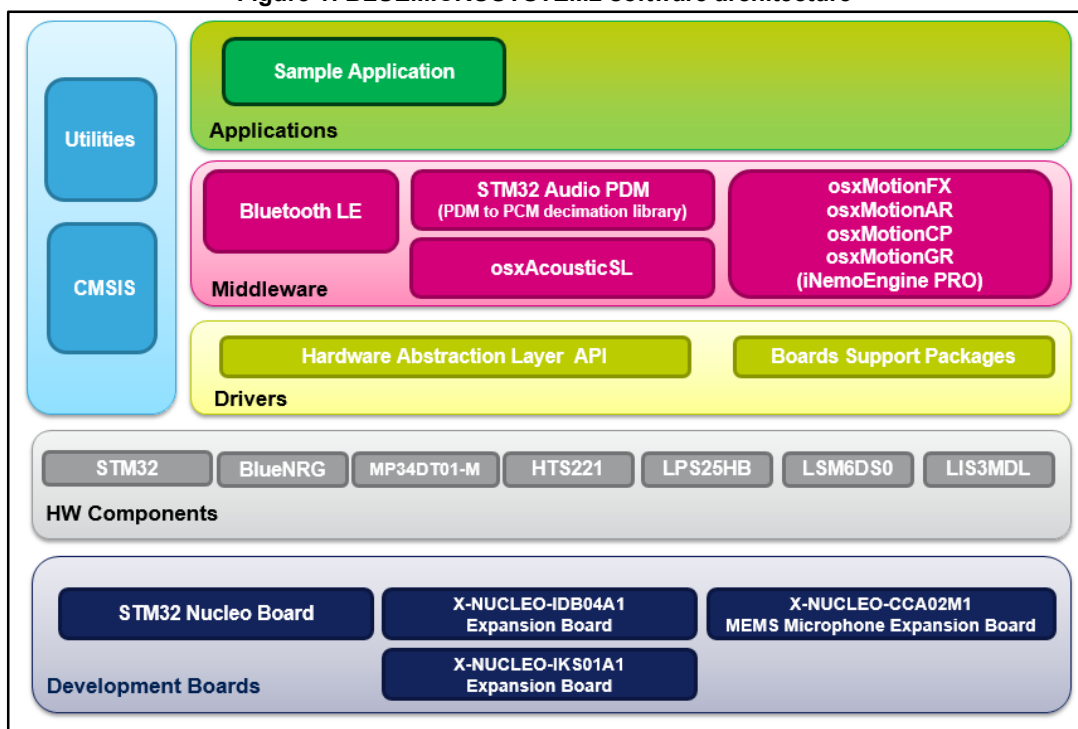 Utilities
CMSIS
Sample Application
Applications
Bluetooth LE
STM32 Audio PDM
(PDM to PCM decimation library)
osxAcousticSL
osxMotionFX
osxMotionAR
osxMotionCP
osxMotionGR
(iNemoEngine PRO)
Middleware
Hardware Abstraction Layer API
Boards Support Packages
Drivers
STM32
BlueNRG
MP34DT01-M
HTS221
LPS25HB
LSM6DS0
LIS3MDL
HW Components
STM32 Nucleo Board
X-NUCLEO-IDB04A1
Expansion Board
X-NUCLEO-CCA02M1
MEMS Microphone Expansion Board
X-NUCLEO-IKS01A1
Expansion Board
Development Boards